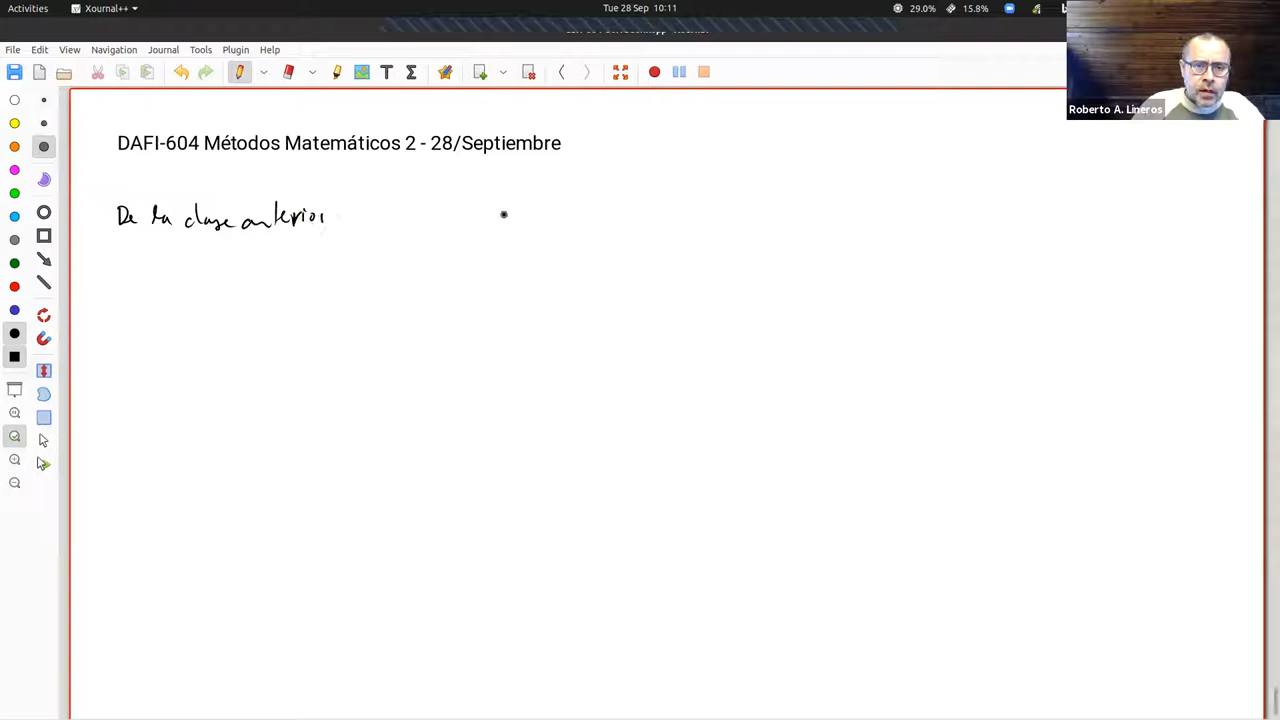 Activities Xournal++ Tue 28 Sep 10:11 29.0% 15.8%
File Edit View Navigation Journal Tools Plugin Help
Roberto A. Lineros
DAFI-604 Métodos Matemáticos 2 - 28/Septiembre
De la clase anterior